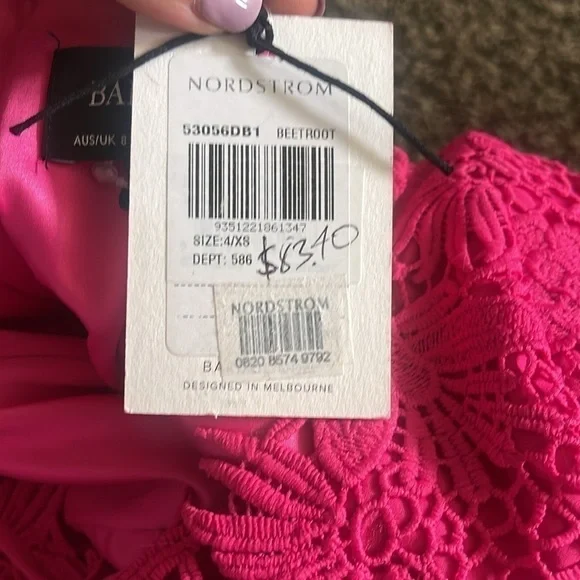 BA
AUS/UK 8
NORDSTROM
53056DB1 BEETROOT
9351221861347
SIZE:4/XS
DEPT: 586
$83.40
NORDSTROM
0620 8574 9792
BA
DESIGNED IN MELBOURNE